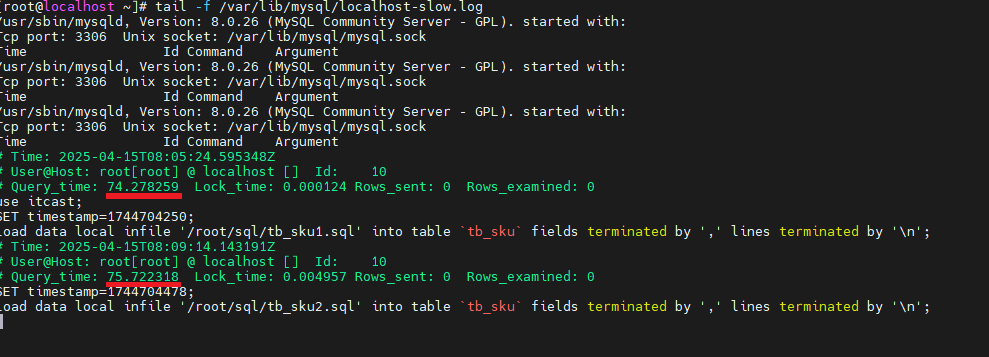 [root@localhost ~]# tail -f /var/lib/mysql/localhost-slow.log
/usr/sbin/mysqld, Version: 8.0.26 (MySQL Community Server - GPL). started with:
Tcp port: 3306  Unix socket: /var/lib/mysql/mysql.sock
Time                 Id Command    Argument
/usr/sbin/mysqld, Version: 8.0.26 (MySQL Community Server - GPL). started with:
Tcp port: 3306  Unix socket: /var/lib/mysql/mysql.sock
Time                 Id Command    Argument
/usr/sbin/mysqld, Version: 8.0.26 (MySQL Community Server - GPL). started with:
Tcp port: 3306  Unix socket: /var/lib/mysql/mysql.sock
Time                 Id Command    Argument
# Time: 2025-04-15T08:05:24.595348Z
# User@Host: root[root] @ localhost []  Id:    10
# Query_time: 74.278259  Lock_time: 0.000124 Rows_sent: 0  Rows_examined: 0
use itcast;
SET timestamp=1744704250;
load data local infile '/root/sql/tb_sku1.sql' into table `tb_sku` fields terminated by ',' lines terminated by '\n';
# Time: 2025-04-15T08:09:14.143191Z
# User@Host: root[root] @ localhost []  Id:    10
# Query_time: 75.722318  Lock_time: 0.004957 Rows_sent: 0  Rows_examined: 0
SET timestamp=1744704478;
load data local infile '/root/sql/tb_sku2.sql' into table `tb_sku` fields terminated by ',' lines terminated by '\n';